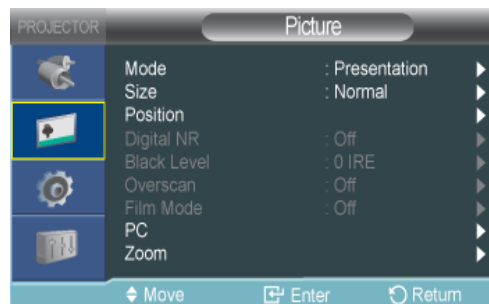 PROJECTOR Picture
Mode : Presentation
Size : Normal
Position
Digital NR : Off
Black Level : 0 IRE
Overscan : Off
Film Mode : Off
PC
Zoom
Move Enter Return